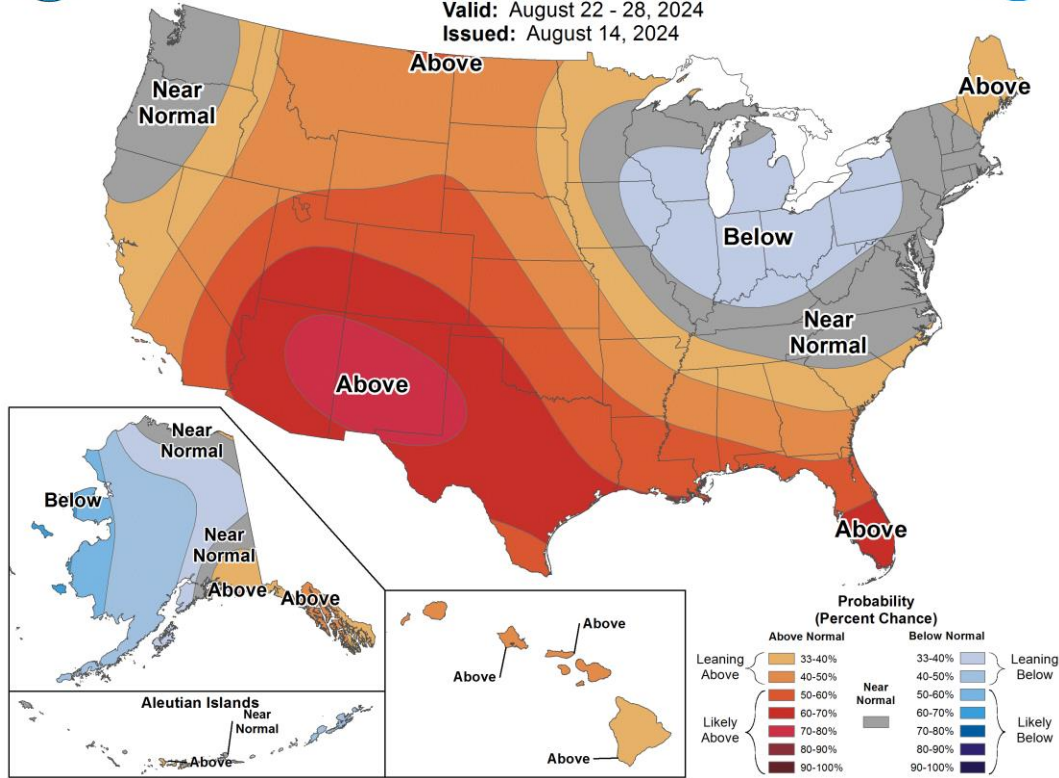 Valid: August 22 - 28, 2024
Issued: August 14, 2024
Above
Near
Normal
Above
Below
Near
Normal
Above
Above
Near
Normal
Below
Near
Normal
Above
Above
Aleutian Islands
Near
Normal
Above
Above
Above
Above
Probability
(Percent Chance)
Above Normal
Below Normal
Leaning
Above
33-40%
40-50%
Likely
Above
50-60%
60-70%
70-80%
80-90%
90-100%
Near
Normal
33-40%
40-50%
Leaning
Below
50-60%
60-70%
70-80%
80-90%
90-100%
Likely
Below